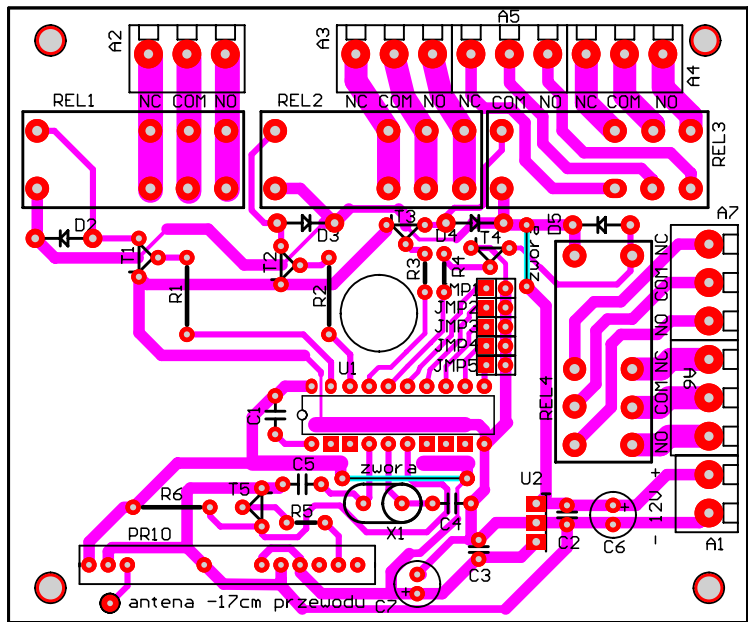 A2
A3
A5
A4
NC COM NO
NC COM NO
NC COM NO
NC COM NO
REL1
REL2
REL3
D2
D3
T3
D4
T4
D5
A7
T1
T2
R1
R2
R3
R4
zwora
NC
COM
NO
JMP1
JMP2
JMP3
JMP4
JMP5
U1
REL4
NC
COM
NO
A6
C1
C5
zwora
U2
R6
T5
R5
X1
C4
C2
+
C6
- 12V +
A1
PR10
C3
C7
+
antena -17cm przewodu